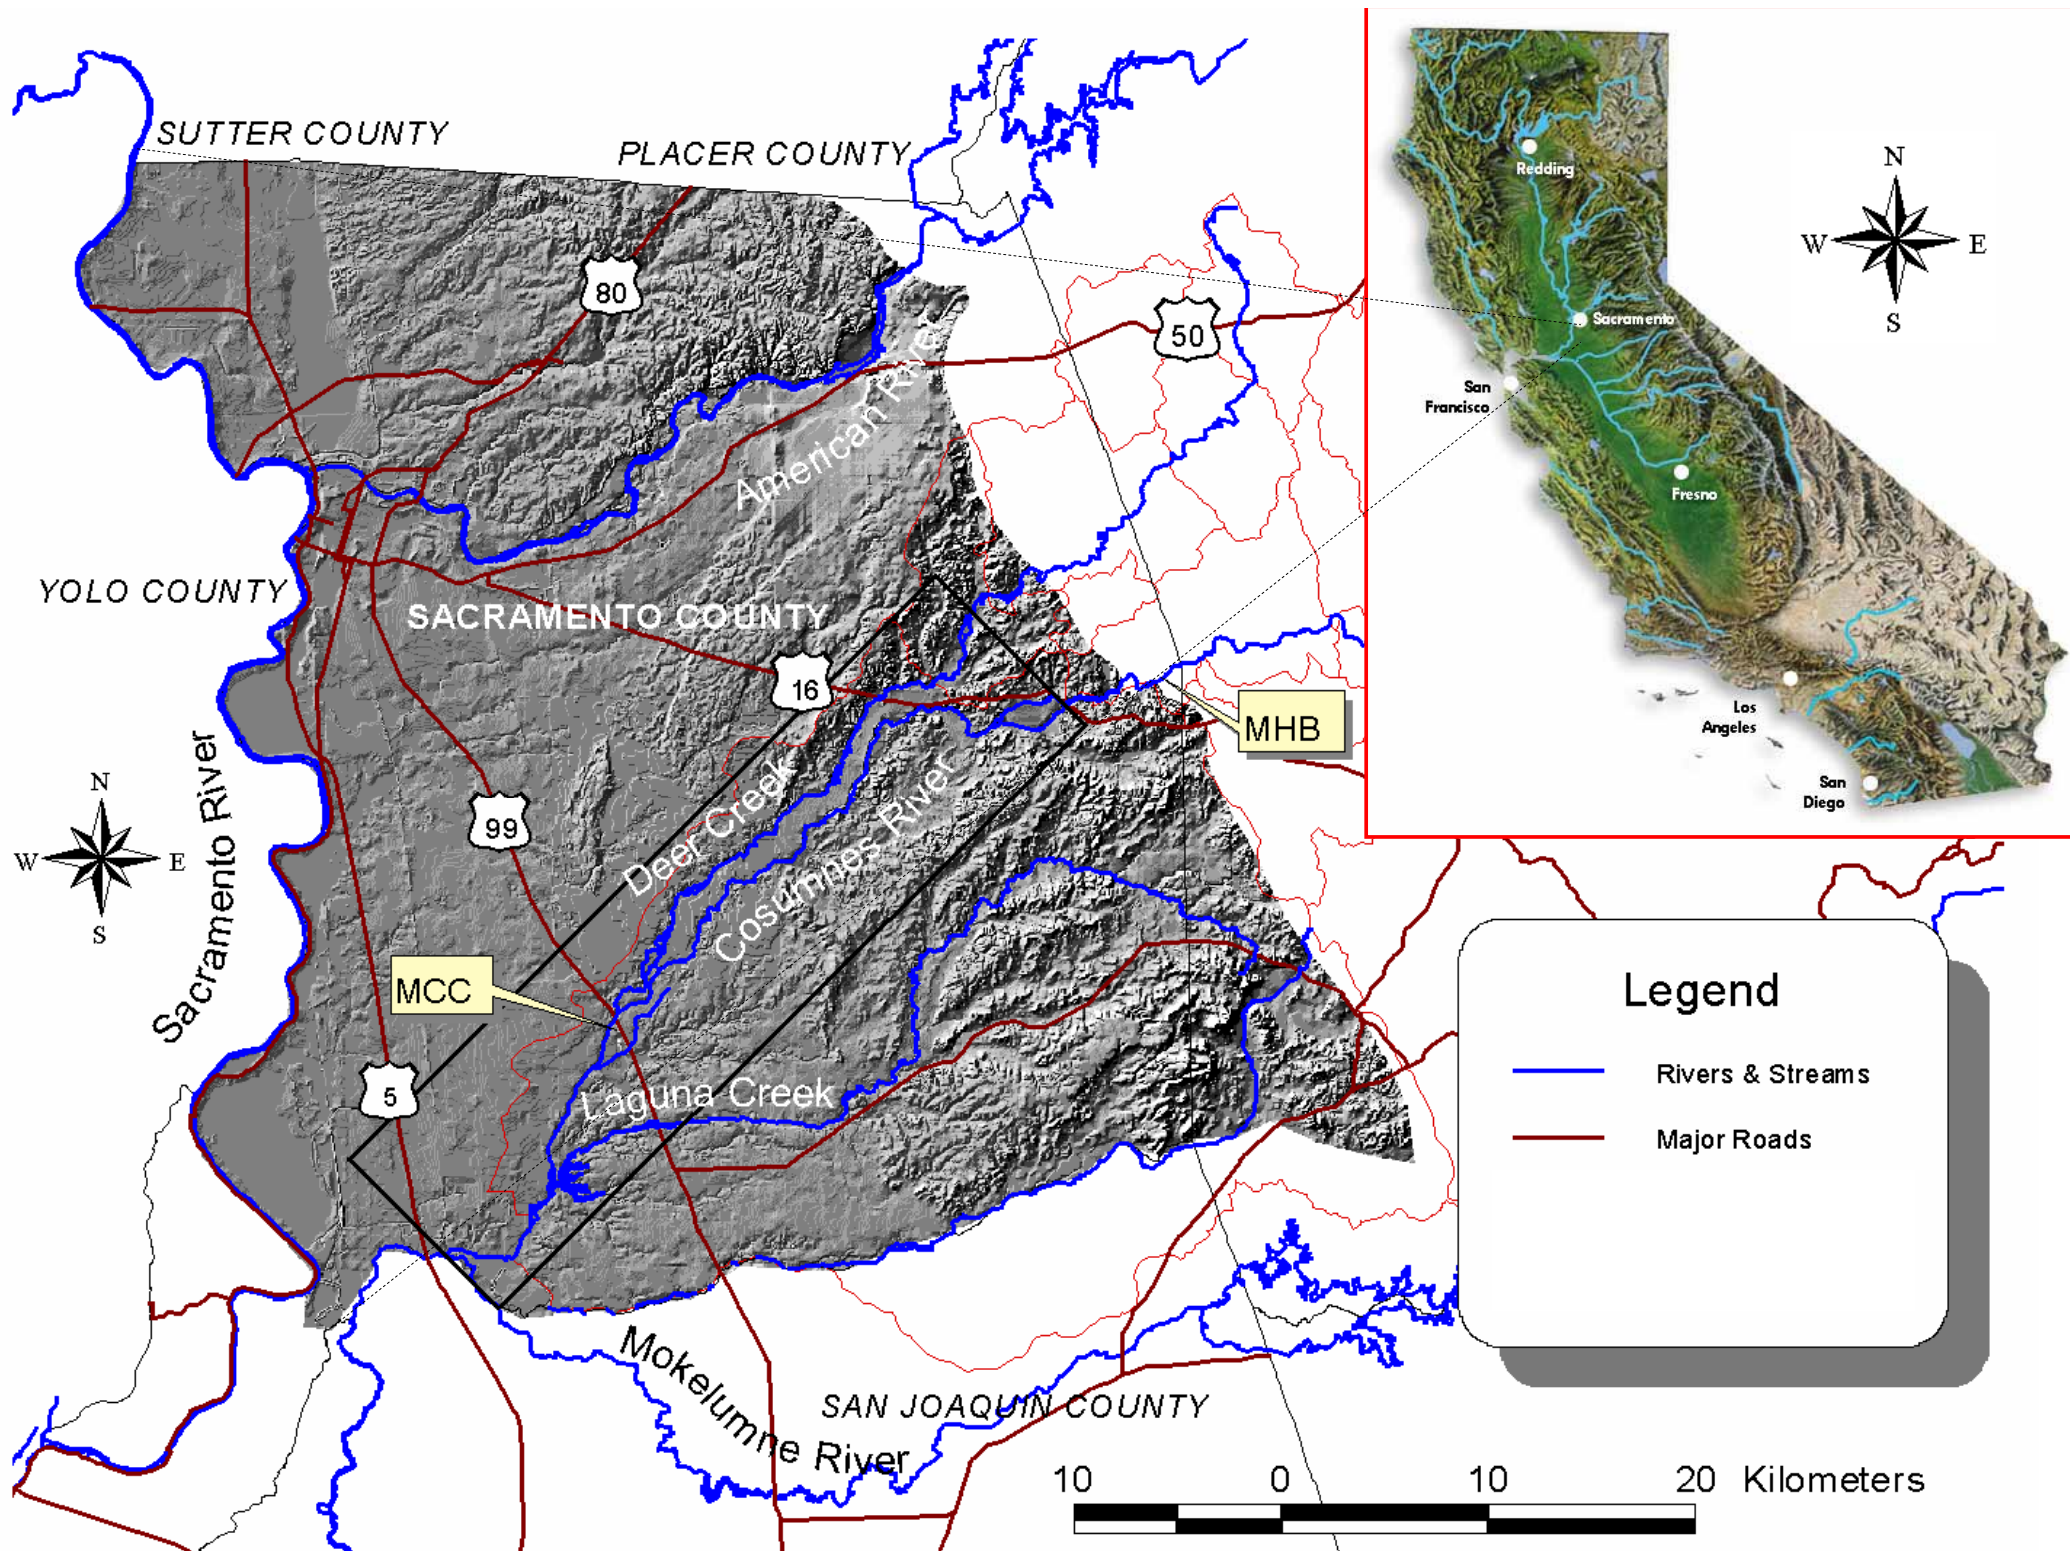 SUTTER COUNTY
PLACER COUNTY
80
50
American River
YOLO COUNTY
SACRAMENTO COUNTY
16
MHB
Sacramento River
99
Deer Creek
Cosumnes River
MCC
5
Laguna Creek
Mokelumne River
SAN JOAQUIN COUNTY
N
W
E
S
Redding
Sacramento
San
Francisco
Fresno
Los
Angeles
San
Diego
N
W
E
S
Legend
Rivers & Streams
Major Roads
10 0 10 20 Kilometers